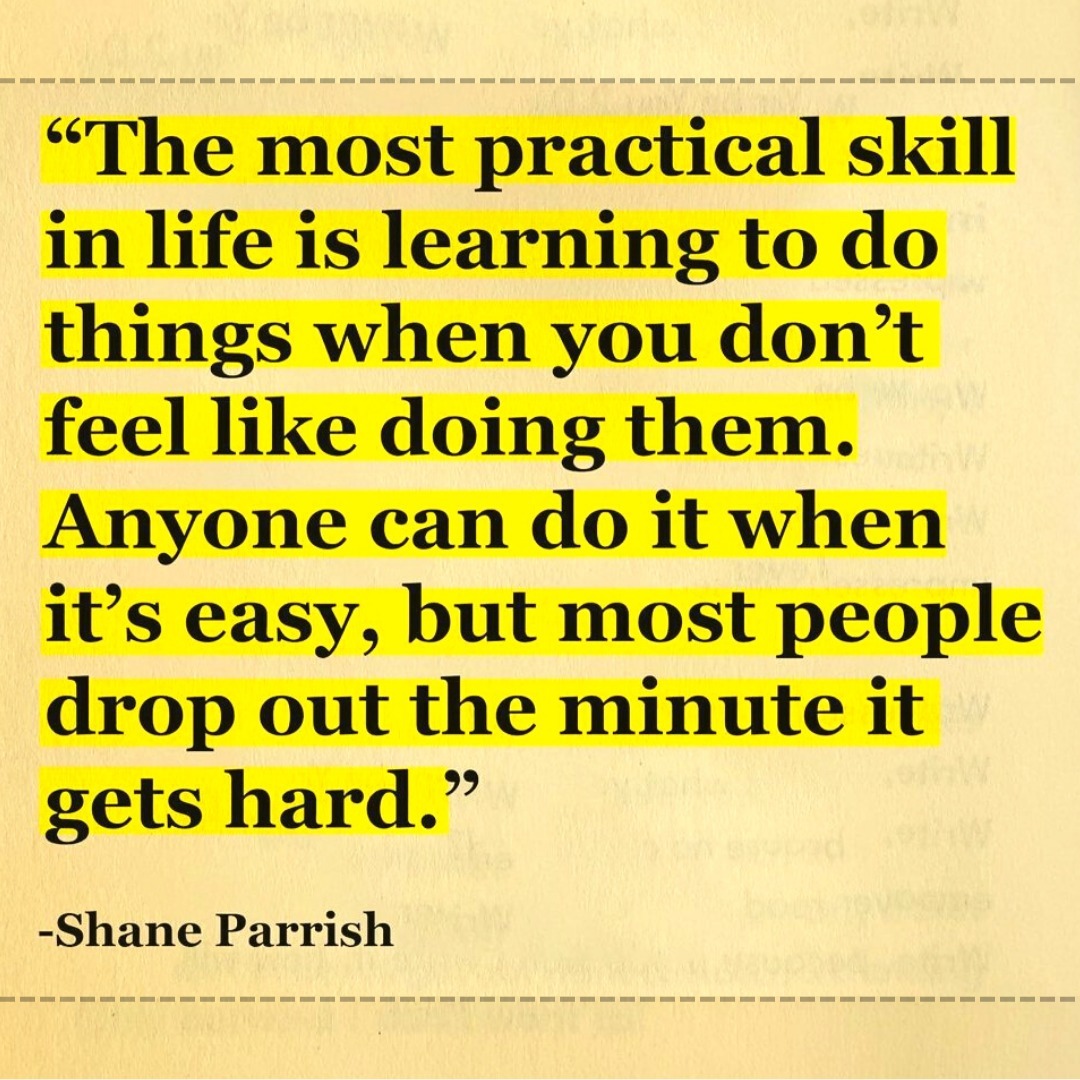 “The most practical skill
in life is learning to do
things when you don’t
feel like doing them.
Anyone can do it when
it’s easy, but most people
drop out the minute it
gets hard.”
-Shane Parrish